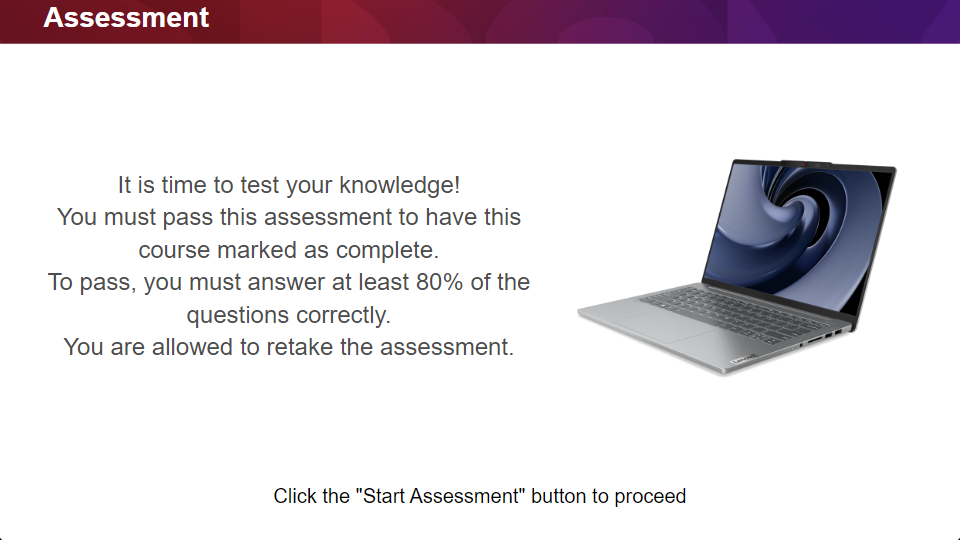 Assessment
It is time to test your knowledge!
You must pass this assessment to have this
course marked as complete.
To pass, you must answer at least 80% of the
questions correctly.
You are allowed to retake the assessment.
Lenovo
Click the "Start Assessment" button to proceed